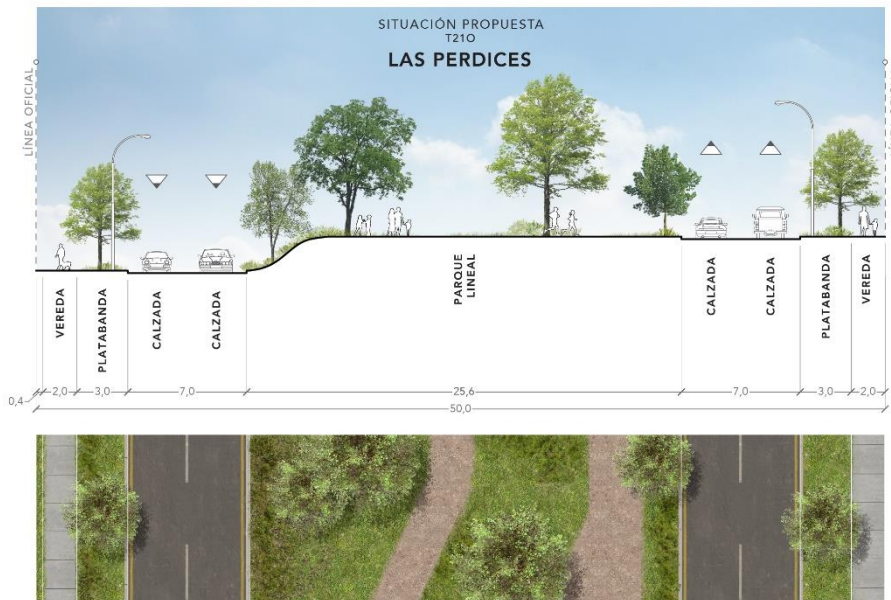 SITUACIÓN PROPUESTA
T21O
LAS PERDICES
LÍNEA OFICIAL
VEREDA
PLATABANDA
CALZADA
CALZADA
PARQUE
LINEAL
CALZADA
CALZADA
PLATABANDA
VEREDA
0,4
2,0
3,0
7,0
25,6
7,0
3,0
2,0
50,0